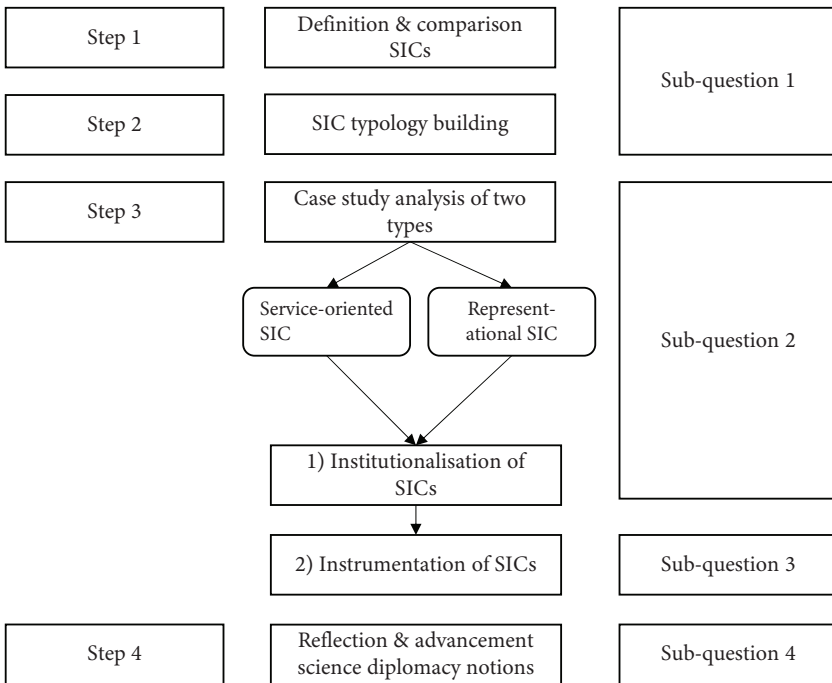 Step 1
Definition & comparison
SICs
Sub-question 1
Step 2
SIC typology building
Step 3
Case study analysis of two
types
Service-oriented
SIC
Represent-
ational SIC
Sub-question 2
1) Institutionalisation of
SICs
2) Instrumentation of SICs
Sub-question 3
Step 4
Reflection & advancement
science diplomacy notions
Sub-question 4